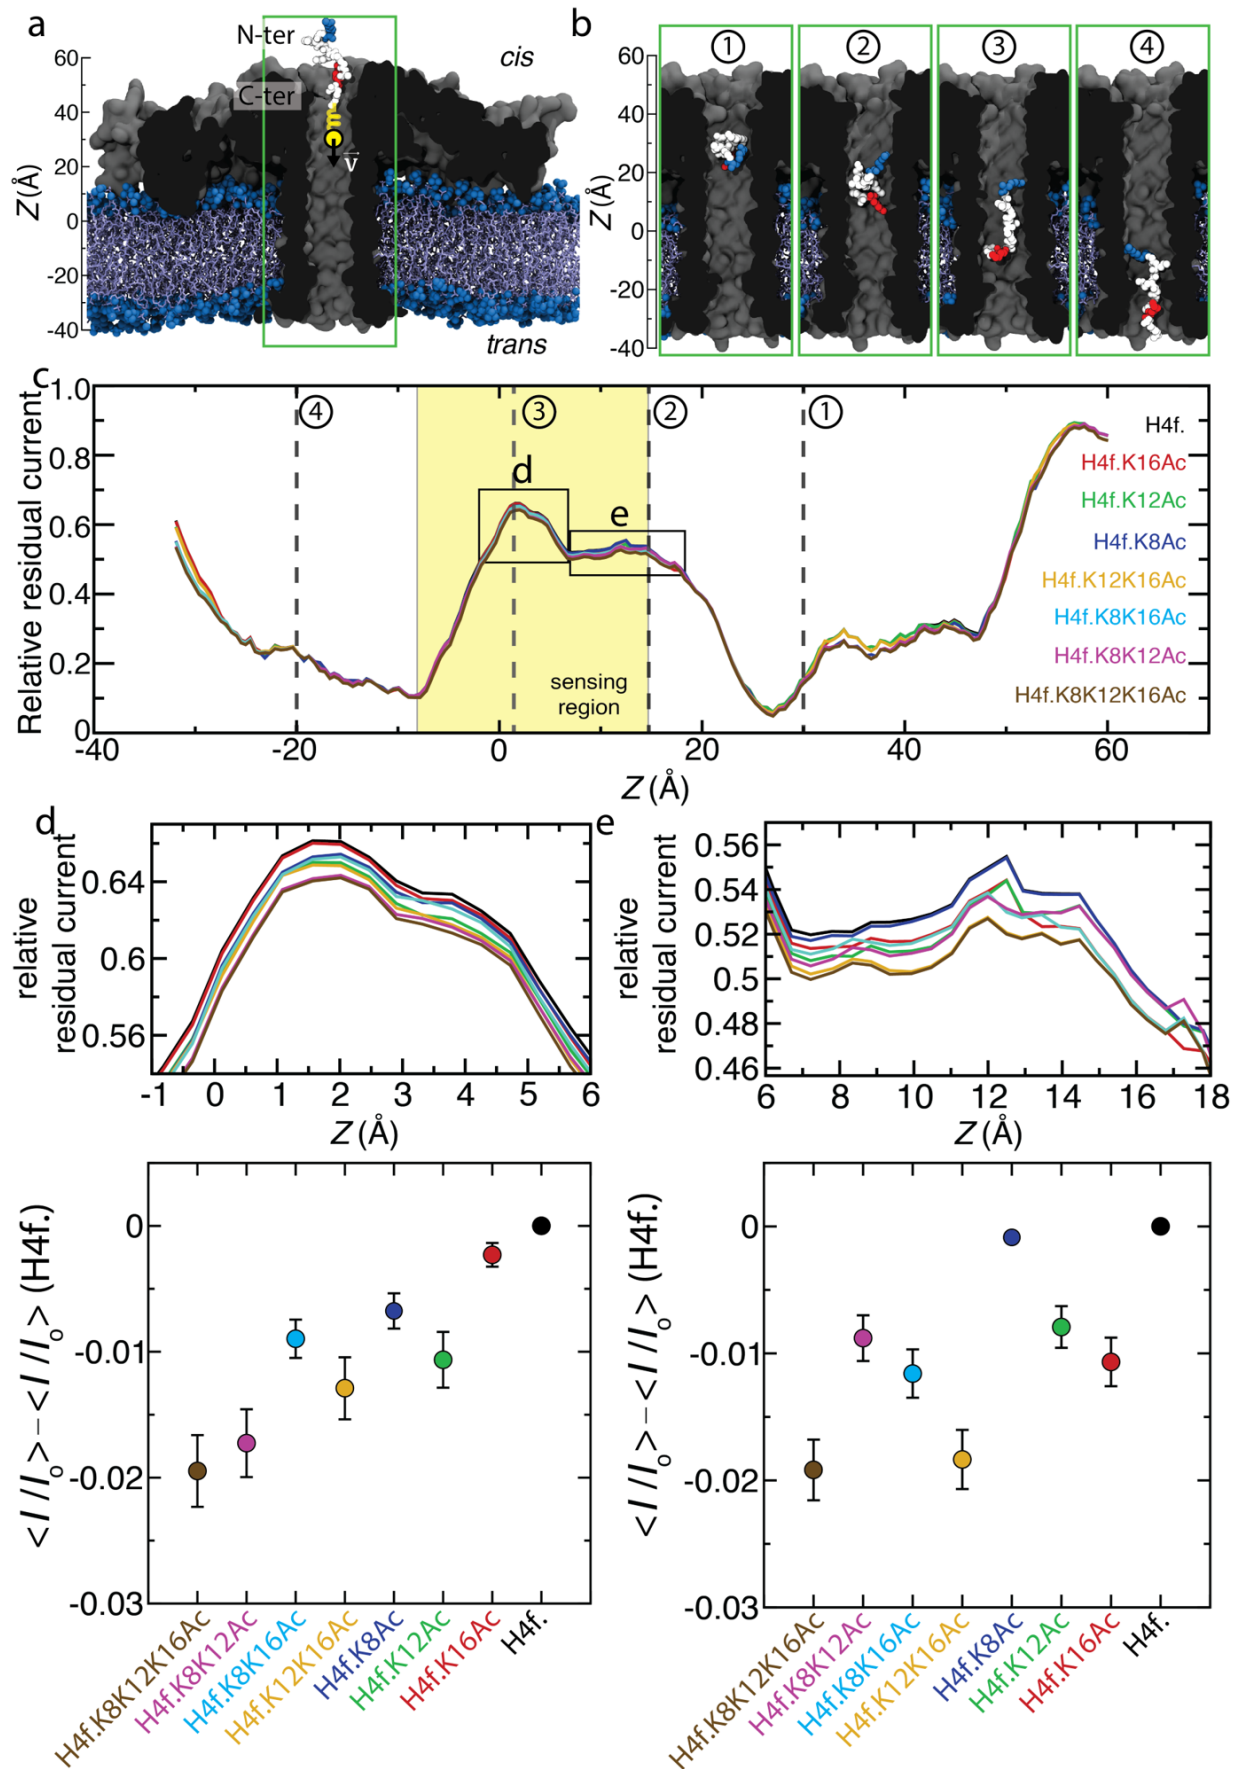 a
N-ter
C-ter
cis
trans
v
Z(Å)
60
40
20
0
-20
-40
b
1
2
3
4
Z(Å)
60
40
20
0
-20
-40
c
Relative residual current
1.0
0.8
0.6
0.4
0.2
0
4
3
2
1
d
e
sensing
region
H4f.
H4f.K16Ac
H4f.K12Ac
H4f.K8Ac
H4f.K12K16Ac
H4f.K8K16Ac
H4f.K8K12Ac
H4f.K8K12K16Ac
-40 -20 0 20 40 60
Z (Å)
d
relative
residual current
0.64
0.6
0.56
-1 0 1 2 3 4 5 6
Z (Å)
e
relative
residual current
0.56
0.54
0.52
0.5
0.48
0.46
6 8 10 12 14 16 18
Z (Å)
<I/Io>−<I/Io> (H4f.)
0
-0.01
-0.02
-0.03
H4f.K8K12K16Ac
H4f.K8K12Ac
H4f.K8K16Ac
H4f.K12K16Ac
H4f.K8Ac
H4f.K12Ac
H4f.K16Ac
H4f.
<I/Io>−<I/Io> (H4f.)
0
-0.01
-0.02
-0.03
H4f.K8K12K16Ac
H4f.K8K12Ac
H4f.K8K16Ac
H4f.K12K16Ac
H4f.K8Ac
H4f.K12Ac
H4f.K16Ac
H4f.